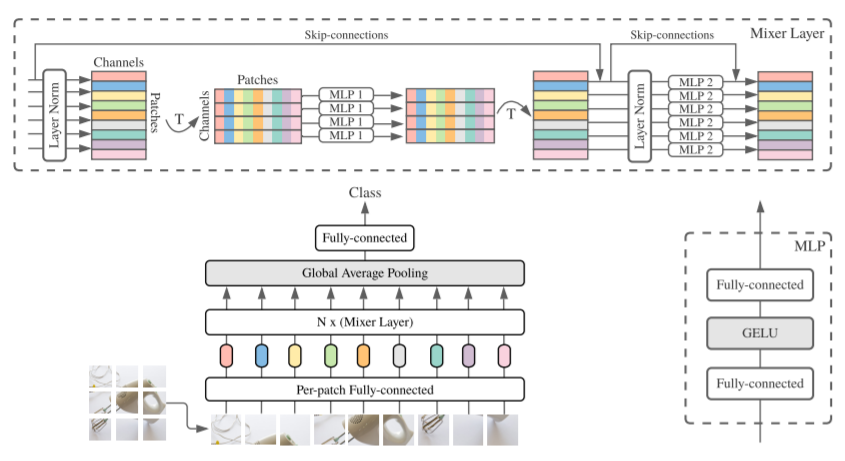 Skip-connections
Skip-connections
Mixer Layer
Channels
Layer Norm
Patches
T
Channels
Patches
MLP 1
MLP 1
MLP 1
MLP 1
T
Layer Norm
MLP 2
MLP 2
MLP 2
MLP 2
MLP 2
MLP 2
Class
Fully-connected
Global Average Pooling
N x (Mixer Layer)
Per-patch Fully-connected
MLP
Fully-connected
GELU
Fully-connected